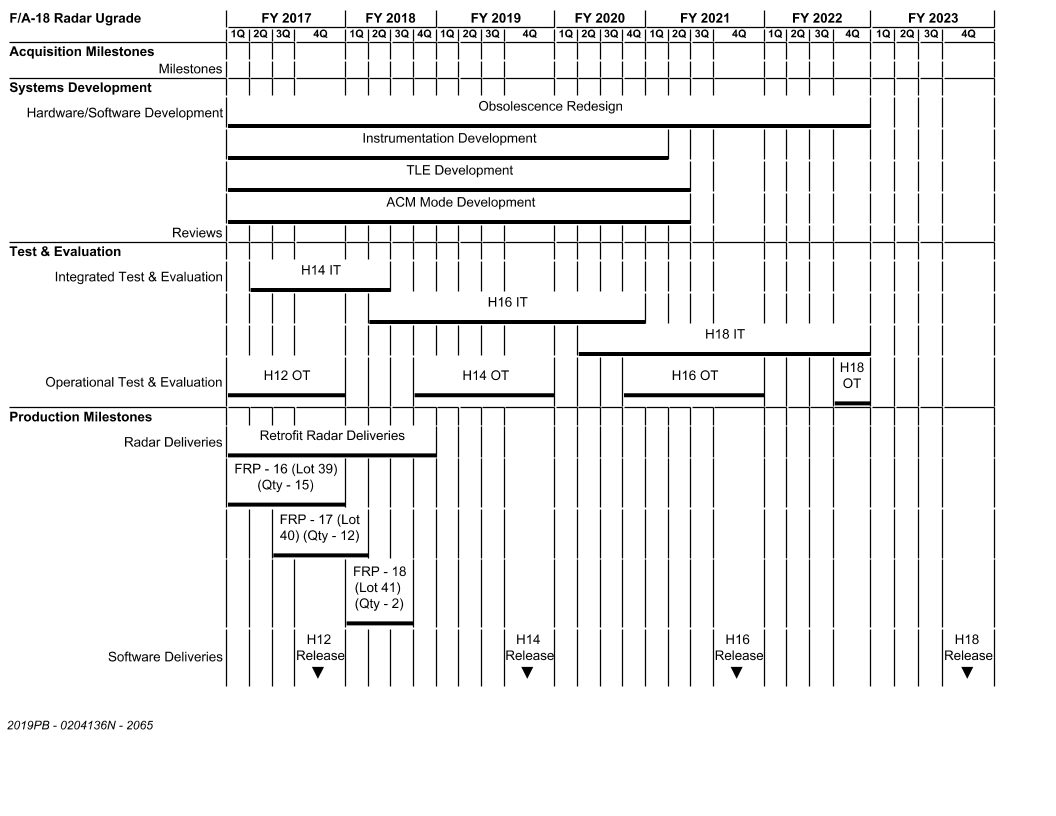 F/A-18 Radar Ugrade
FY 2017 FY 2018 FY 2019 FY 2020 FY 2021 FY 2022 FY 2023
1Q 2Q 3Q 4Q 1Q 2Q 3Q 4Q 1Q 2Q 3Q 4Q 1Q 2Q 3Q 4Q 1Q 2Q 3Q 4Q 1Q 2Q 3Q 4Q 1Q 2Q 3Q 4Q
Acquisition Milestones
Milestones
Systems Development
Hardware/Software Development
Obsolescence Redesign
Instrumentation Development
TLE Development
ACM Mode Development
Reviews
Test & Evaluation
Integrated Test & Evaluation
H14 IT
H16 IT
H18 IT
Operational Test & Evaluation
H12 OT
H14 OT
H16 OT
H18
OT
Production Milestones
Radar Deliveries
Retrofit Radar Deliveries
FRP - 16 (Lot 39)
(Qty - 15)
FRP - 17 (Lot
40) (Qty - 12)
FRP - 18
(Lot 41)
(Qty - 2)
Software Deliveries
H12
Release
H14
Release
H16
Release
H18
Release
2019PB - 0204136N - 2065